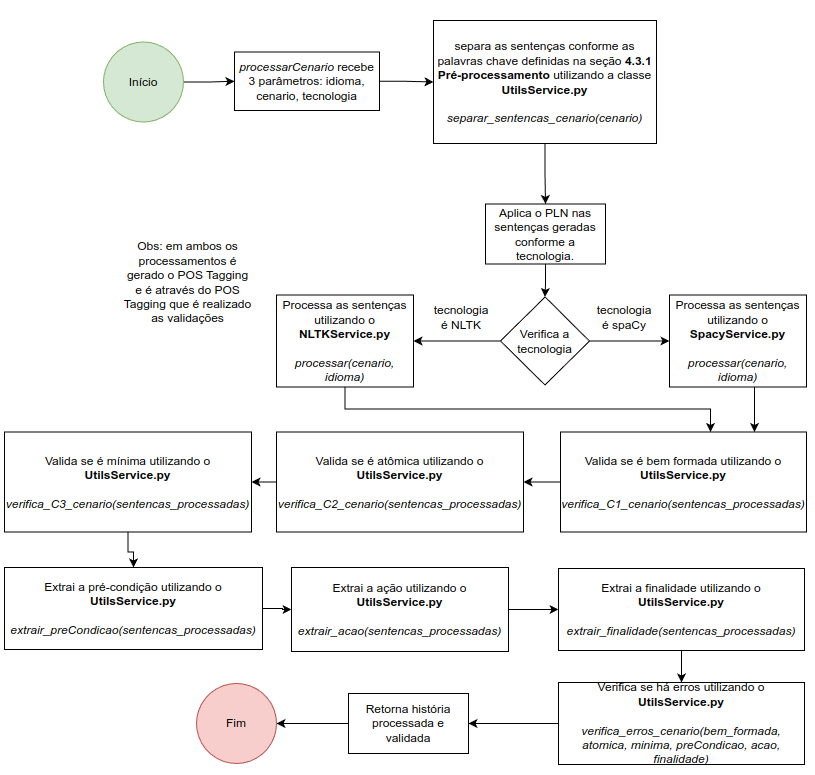 Início
processarCenario recebe
3 parâmetros: idioma,
cenario, tecnologia
separa as sentenças conforme as
palavras chave definidas na seção 4.3.1
Pré-processamento utilizando a classe
UtilsService.py
separar_sentencas_cenario(cenario)
Aplica o PLN nas
sentenças geradas
conforme a
tecnologia.
Obs: em ambos os
processamentos é
gerado o POS Tagging
e é através do POS
Tagging que é realizado
as validações
Processa as sentenças
utilizando o
NLTKService.py
processar(cenario,
idioma)
tecnologia
é NLTK
Verifica a
tecnologia
tecnologia
é spaCy
Processa as sentenças
utilizando o
SpacyService.py
processar(cenario,
idioma)
Valida se é bem formada utilizando o
UtilsService.py
verifica_C1_cenario(sentencas_processadas)
Valida se é atômica utilizando o
UtilsService.py
verifica_C2_cenario(sentencas_processadas)
Valida se é mínima utilizando o
UtilsService.py
verifica_C3_cenario(sentencas_processadas)
Extrai a pré-condição utilizando o
UtilsService.py
extrair_preCondicao(sentencas_processadas)
Extrai a ação utilizando o
UtilsService.py
extrair_acao(sentencas_processadas)
Extrai a finalidade utilizando o
UtilsService.py
extrair_finalidade(sentencas_processadas)
Verifica se há erros utilizando o
UtilsService.py
verifica_erros_cenario(bem_formada,
atomica, minima, preCondicao, acao,
finalidade)
Retorna história
processada e
validada
Fim